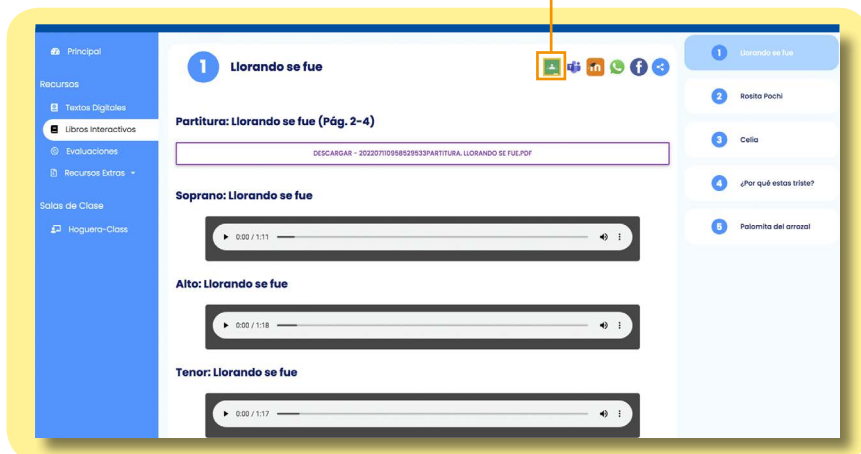 Principal
Recursos
Textos Digitales
Libros Interactivos
Evaluaciones
Recursos Extras
Salas de Clase
Hoguera-Class
1 Llorando se fue
Partitura: Llorando se fue (Pág. 2-4)
DESCARGAR - 20220711095852953​3PARTITURA. LLORANDO SE FUE.PDF
Soprano: Llorando se fue
0:00 / 1:11
Alto: Llorando se fue
0:00 / 1:18
Tenor: Llorando se fue
0:00 / 1:17
1 Llorando se fue
2 Rosita Pochi
3 Celia
4 ¿Por qué estas triste?
5 Palomita del arrozal